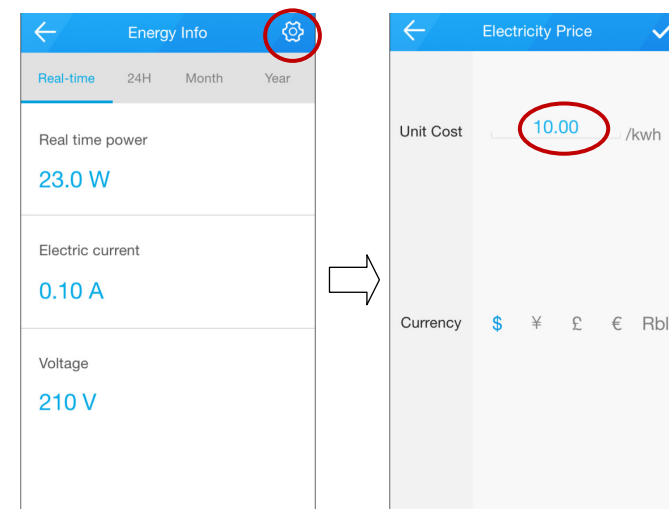 Energy Info
Real-time 24H Month Year
Real time power
23.0 W
Electric current
0.10 A
Voltage
210 V
Electricity Price
Unit Cost 10.00 /kwh
Currency $ ¥ £ € Rbl